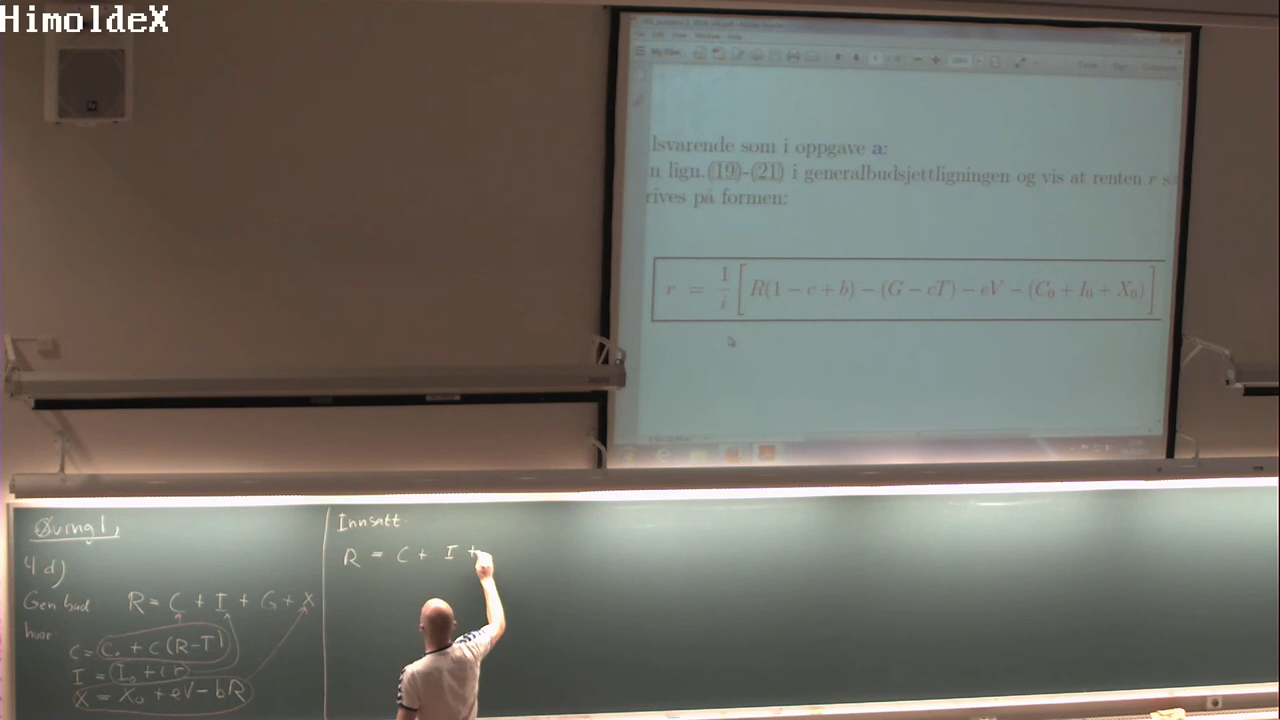 HimoldeX
lsvarende som i oppgave a:
n lign.(19)-(21) i generalbudsjettligningen og vis at renten r s
rives på formen:
r = 1/i [ R(1 − c + b) − (G − cT) − eV − (C₀ + I₀ + X₀) ]
Øving 1,
4 d)
Gen bud R = C + I + G + X
hvor
C = C₀ + c(R-T)
I = I₀ + i r
X = X₀ + eV - bR
Innsatt
R = C + I +